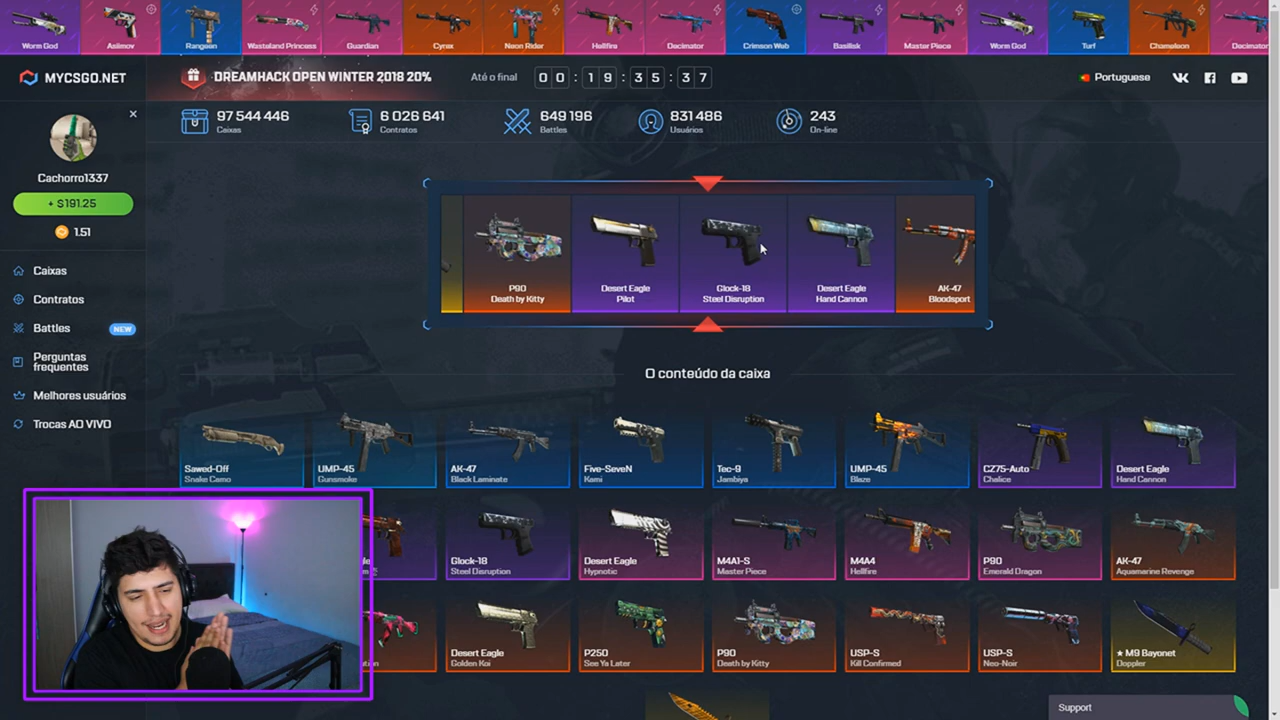 Worm God
Asiimov
Rangeen
Wasteland Princess
Guardian
Cyrex
Neon Rider
Hellfire
Decimator
Crimson Web
Basilisk
Master Piece
Worm God
Turf
Chameleon
Decimator
MYCSGO.NET
DREAMHACK OPEN WINTER 2018 20%
Até o final
00:19:35:37
Portuguese
97 544 446
Caixas
6 026 641
Contratos
649 196
Battles
831 486
Usuários
243
On-line
Cachorro1337
+ $191.25
1.51
Caixas
Contratos
Battles NEW
Perguntas
frequentes
Melhores usuários
Trocas AO VIVO
P90
Death by Kitty
Desert Eagle
Pilot
Glock-18
Steel Disruption
Desert Eagle
Hand Cannon
AK-47
Bloodsport
O conteúdo da caixa
Sawed-Off
Snake Camo
UMP-45
Gunsmoke
AK-47
Black Laminate
Five-SeveN
Kami
Tec-9
Jambiya
UMP-45
Blaze
CZ75-Auto
Chalice
Desert Eagle
Hand Cannon
Glock-18
Steel Disruption
Desert Eagle
Hypnotic
M4A1-S
Master Piece
M4A4
Hellfire
P90
Emerald Dragon
AK-47
Aquamarine Revenge
Desert Eagle
Golden Koi
P250
See Ya Later
P90
Death by Kitty
USP-S
Kill Confirmed
USP-S
Neo-Noir
★ M9 Bayonet
Doppler
Support